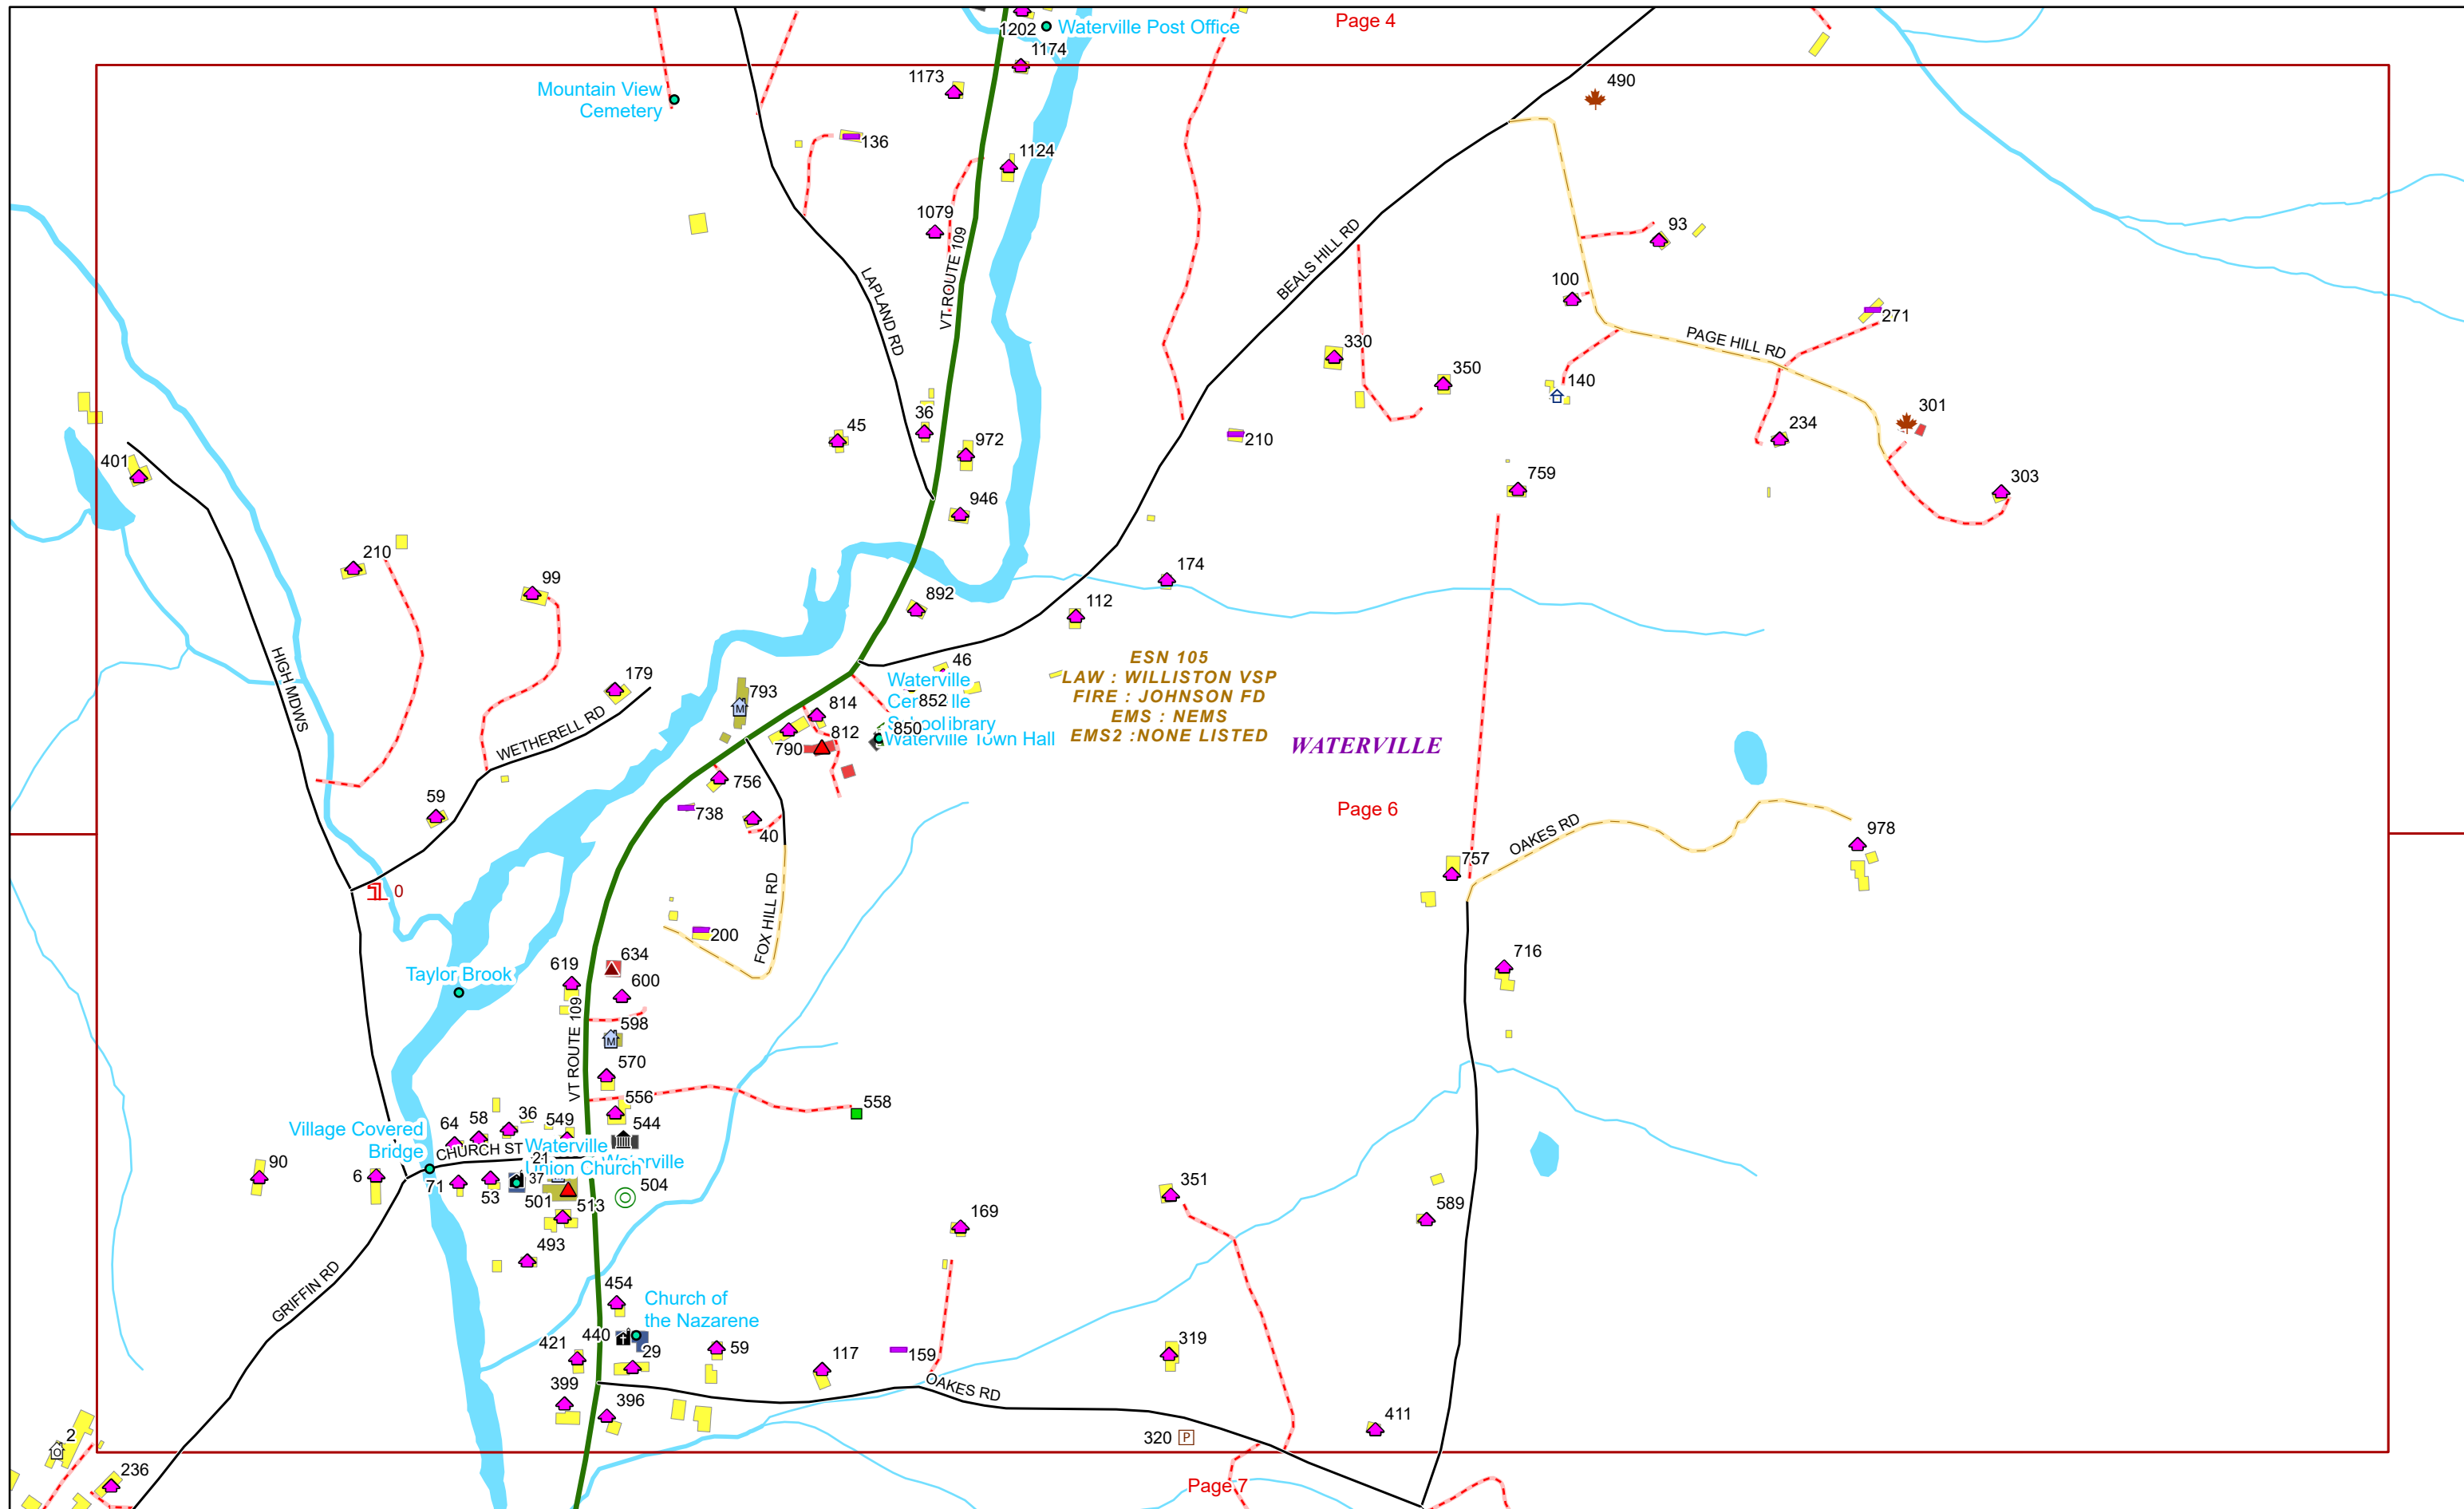 Page 4
1202
Waterville Post Office
1174
1173
490
Mountain View
Cemetery
136
1124
1079
93
VT ROUTE 109
LAPLAND RD
BEALS HILL RD
100
271
330
PAGE HILL RD
350
140
36
45
301
234
972
210
401
759
303
946
210
99
174
892
112
HIGH MDWS
179
46
ESN 105
LAW : WILLISTON VSP
FIRE : JOHNSON FD
EMS : NEMS
EMS2 :NONE LISTED
Waterville
852
793
814
850
812
790
Waterville Town Hall
WATERVILLE
WETHERELL RD
756
738
59
40
Page 6
OAKES RD
978
757
0
FOX HILL RD
200
716
634
619
Taylor Brook
600
VT ROUTE 109
598
570
556
558
544
64
58
36
549
Village Covered
Bridge
CHURCH ST
Waterville
Union Church
Waterville
21
90
6
71
53
37
501
504
513
351
589
169
493
GRIFFIN RD
454
Church of
the Nazarene
440
421
29
59
117
159
319
399
396
OAKES RD
411
320
P
2
236
Page 7